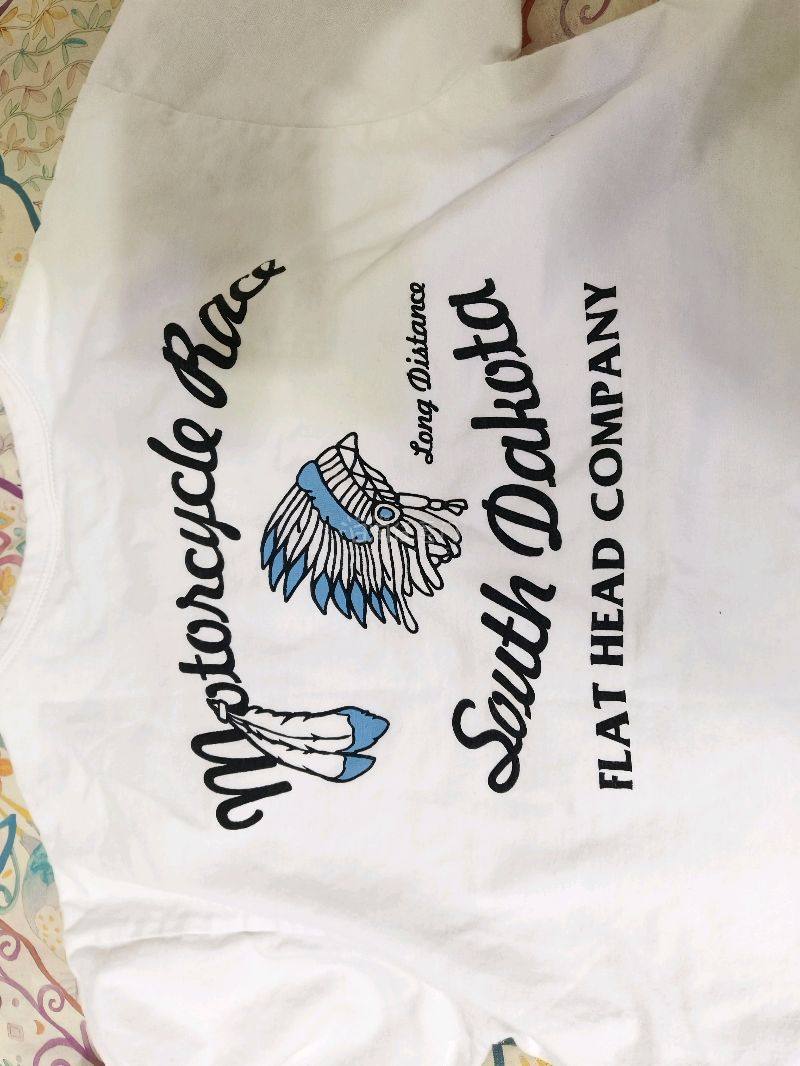 Motorcycle Race
Long Distance
South Dakota
FLAT HEAD COMPANY